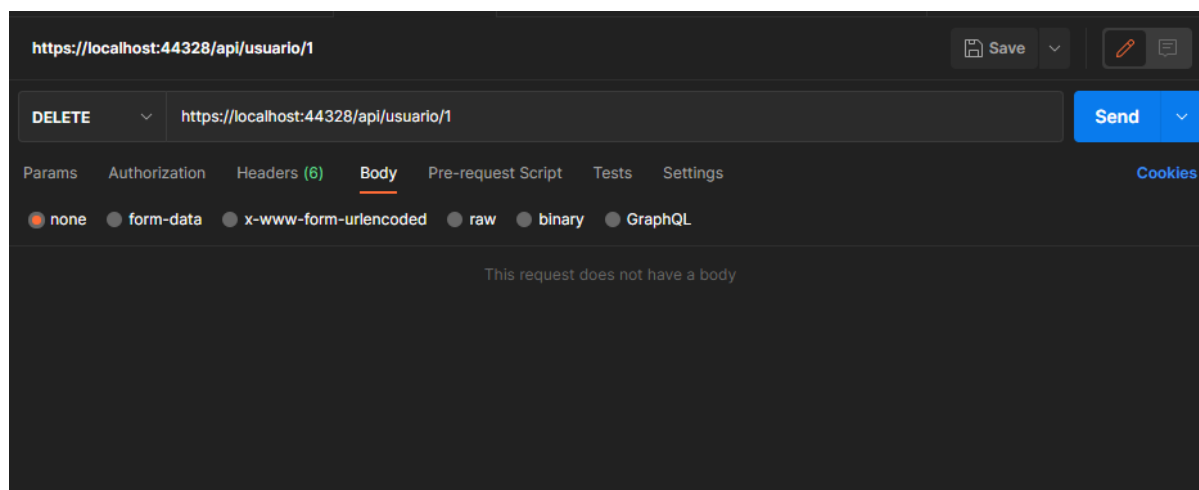 https://localhost:44328/api/usuario/1 Save
DELETE https://localhost:44328/api/usuario/1 Send
Params Authorization Headers (6) Body Pre-request Script Tests Settings Cookies
none form-data x-www-form-urlencoded raw binary GraphQL
This request does not have a body